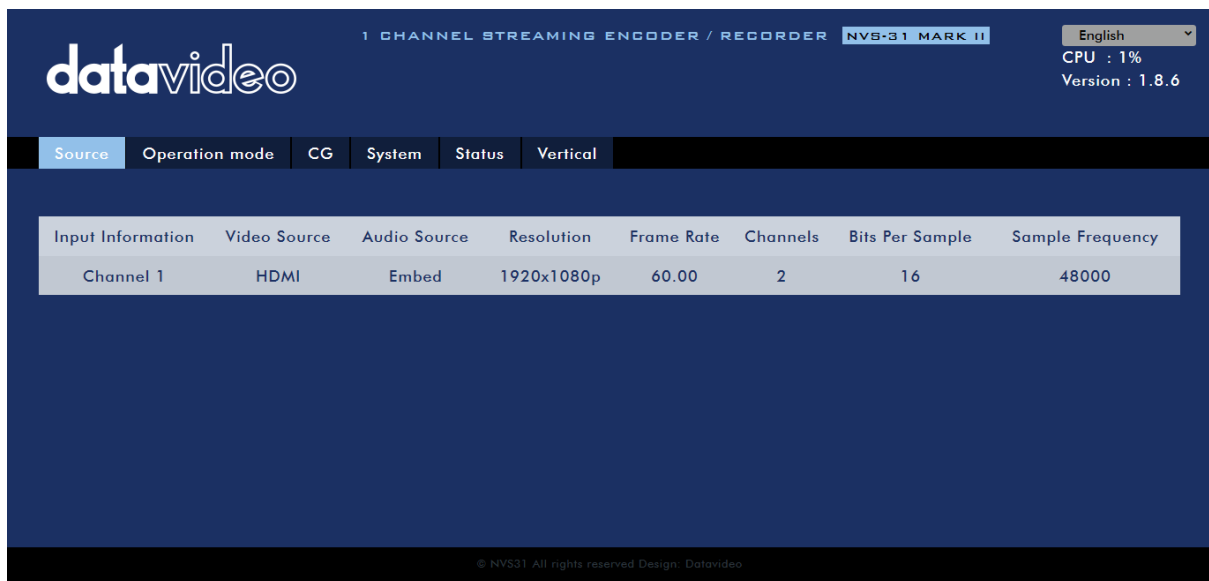 datavideo
1 CHANNEL STREAMING ENCODER / RECORDER NVS-31 MARK II
English
CPU : 1%
Version : 1.8.6
Source Operation mode CG System Status Vertical
Input Information Video Source Audio Source Resolution Frame Rate Channels Bits Per Sample Sample Frequency
Channel 1 HDMI Embed 1920x1080p 60.00 2 16 48000
© NVS31 All rights reserved Design: Datavideo